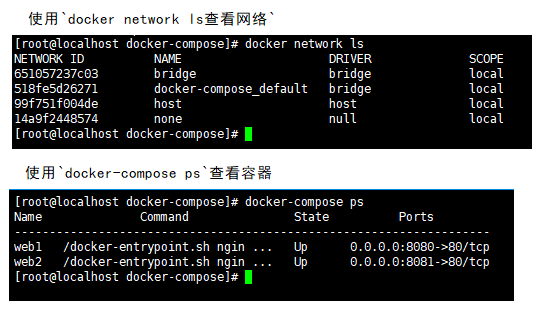 使用`docker network ls查看网络`
[root@localhost docker-compose]# docker network ls
NETWORK ID          NAME                     DRIVER              SCOPE
651057237c03        bridge                   bridge              local
518fe5d26271        docker-compose_default   bridge              local
99f751f004de        host                     host                local
14a9f2448574        none                     null                local
[root@localhost docker-compose]#
使用`docker-compose ps`查看容器
[root@localhost docker-compose]# docker-compose ps
Name              Command               State          Ports
--------------------------------------------------------------------
web1   /docker-entrypoint.sh ngin ...   Up      0.0.0.0:8080->80/tcp
web2   /docker-entrypoint.sh ngin ...   Up      0.0.0.0:8081->80/tcp
[root@localhost docker-compose]#